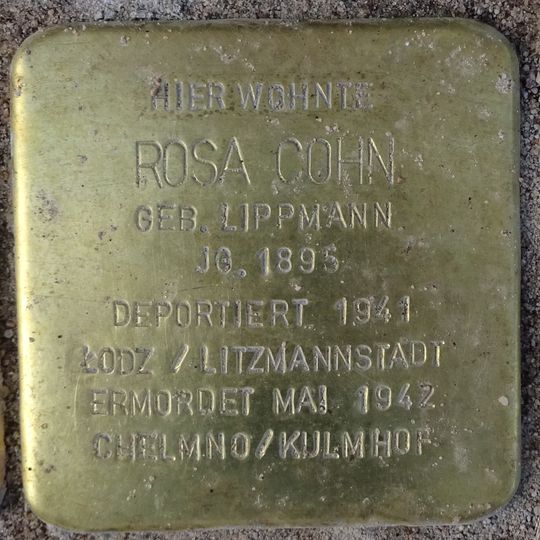 HIER WOHNTE
ROSA COHN
GEB. LIPPMANN
JG. 1895
DEPORTIERT 1941
ŁODZ / LITZMANNSTADT
ERMORDET MAI 1942
CHELMNO/KULMHOF